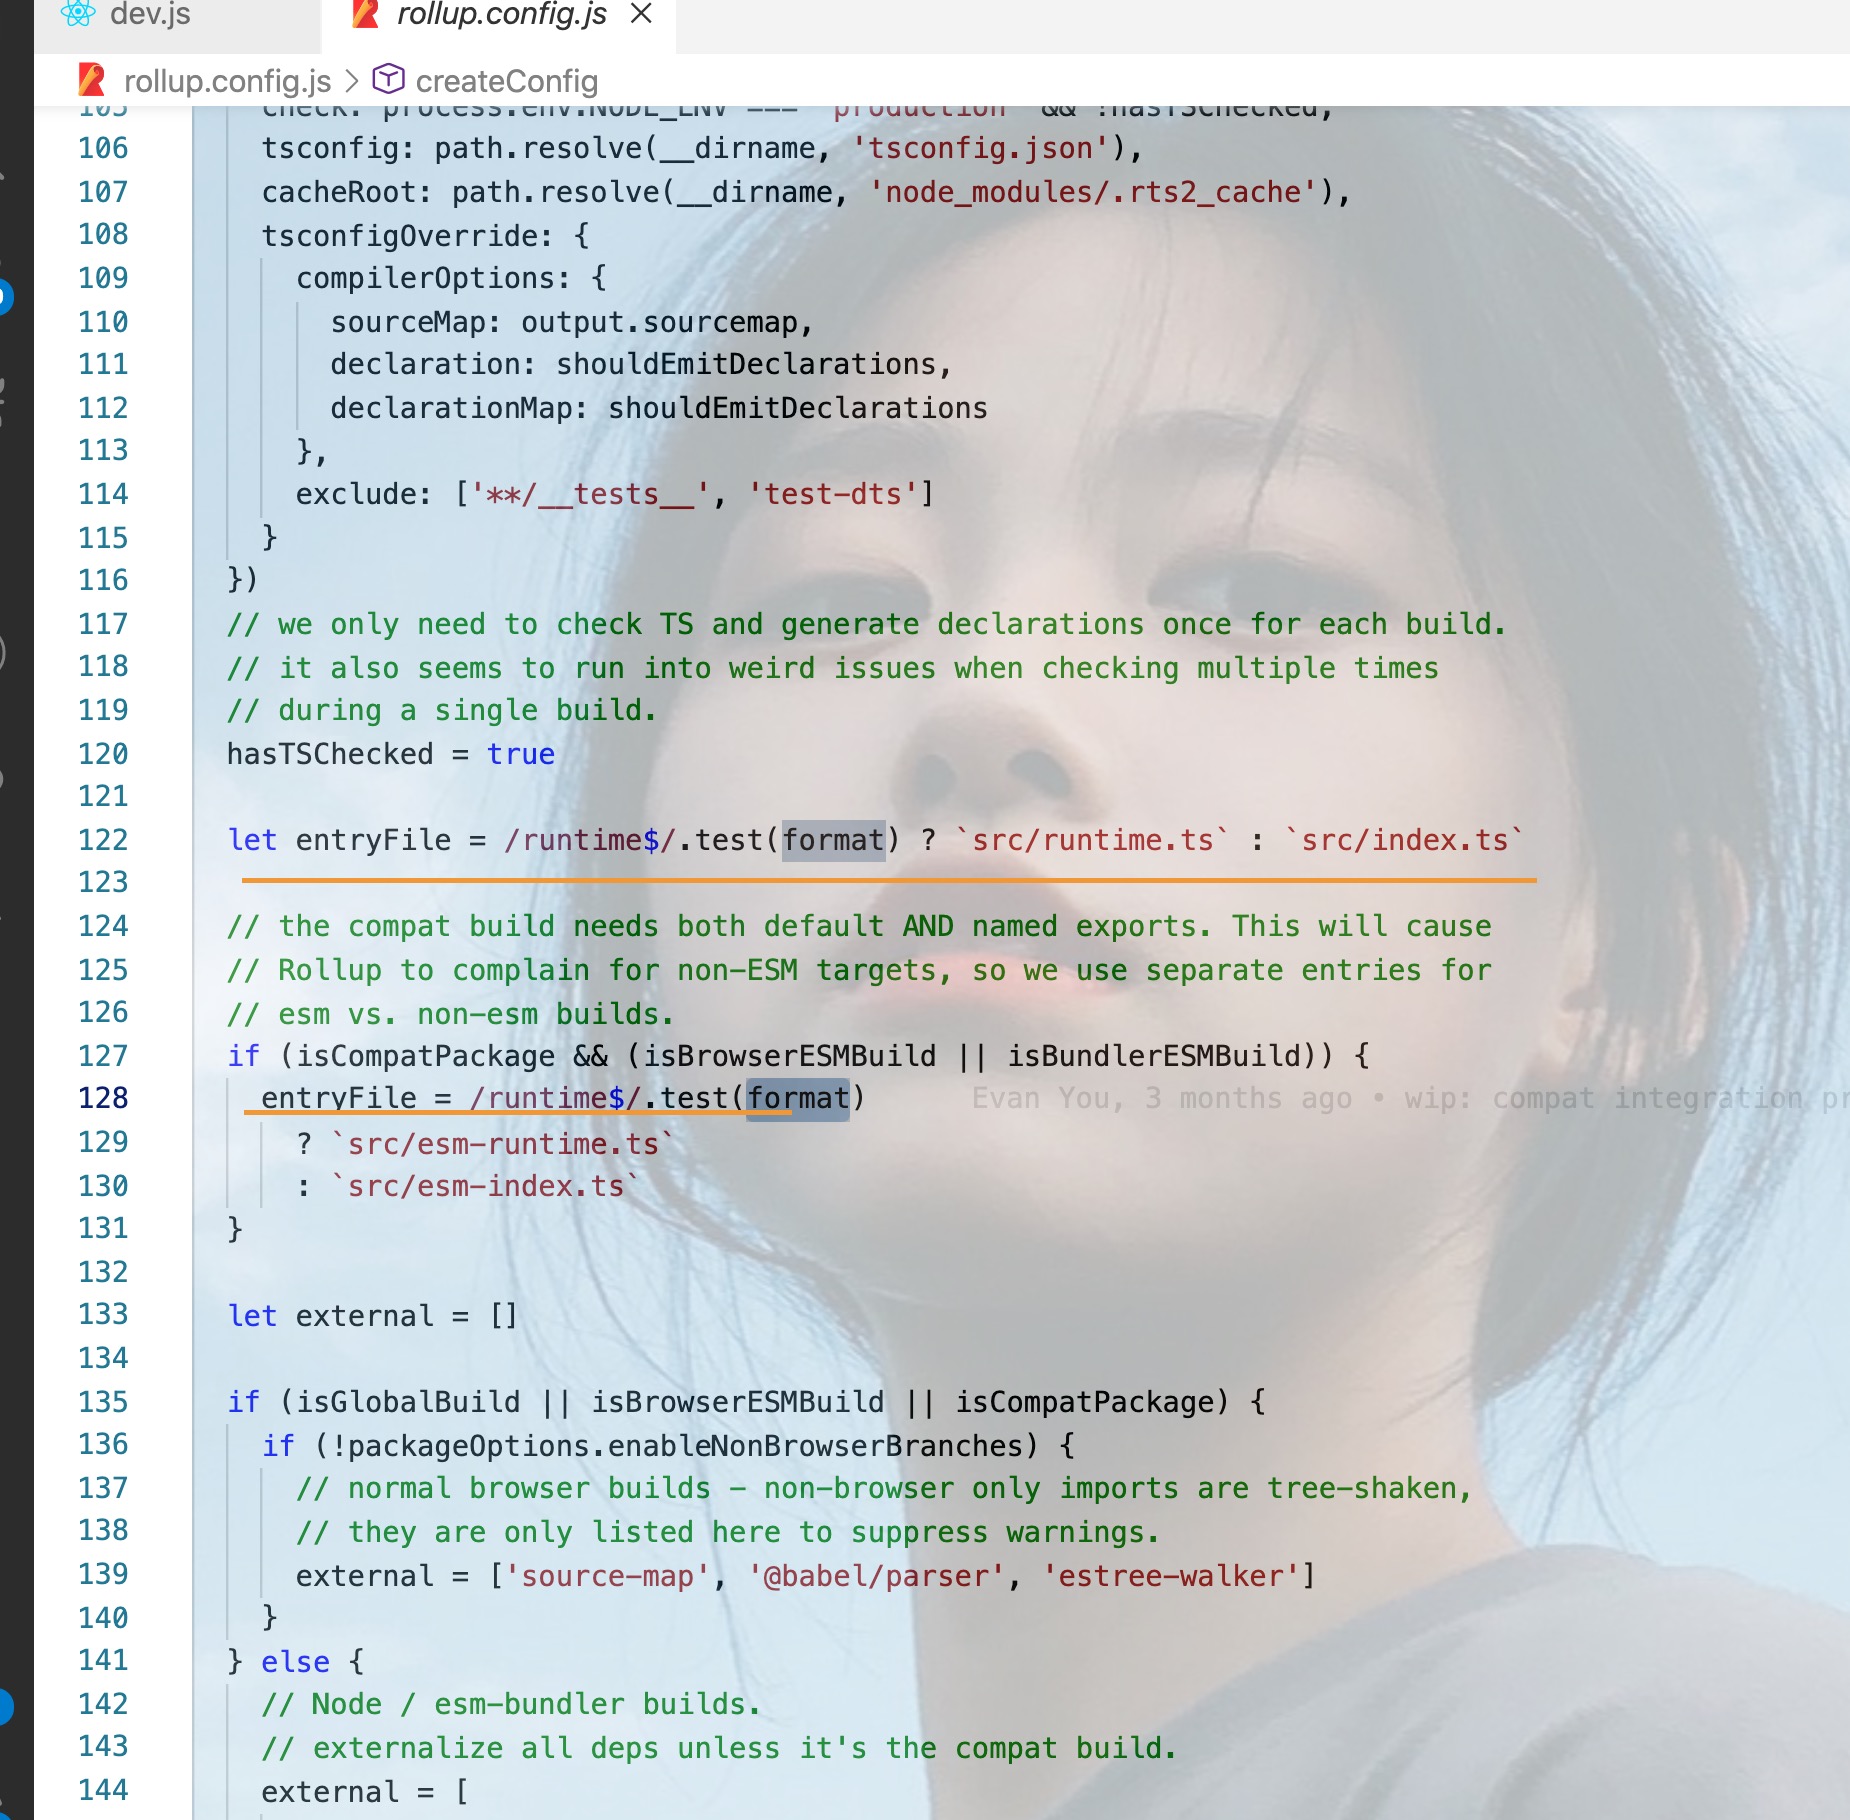 dev.js
rollup.config.js
rollup.config.js > createConfig
105 check: process.env.NODE_ENV === 'production' && !hasTSChecked,
106 tsconfig: path.resolve(__dirname, 'tsconfig.json'),
107 cacheRoot: path.resolve(__dirname, 'node_modules/.rts2_cache'),
108 tsconfigOverride: {
109 compilerOptions: {
110 sourceMap: output.sourcemap,
111 declaration: shouldEmitDeclarations,
112 declarationMap: shouldEmitDeclarations
113 },
114 exclude: ['**/__tests__', 'test-dts']
115 }
116 })
117 // we only need to check TS and generate declarations once for each build.
118 // it also seems to run into weird issues when checking multiple times
119 // during a single build.
120 hasTSChecked = true
121
122 let entryFile = /runtime$/.test(format) ? `src/runtime.ts` : `src/index.ts`
123
124 // the compat build needs both default AND named exports. This will cause
125 // Rollup to complain for non-ESM targets, so we use separate entries for
126 // esm vs. non-esm builds.
127 if (isCompatPackage && (isBrowserESMBuild || isBundlerESMBuild)) {
128 entryFile = /runtime$/.test(format) Evan You, 3 months ago • wip: compat integration pr
129 ? `src/esm-runtime.ts`
130 : `src/esm-index.ts`
131 }
132
133 let external = []
134
135 if (isGlobalBuild || isBrowserESMBuild || isCompatPackage) {
136 if (!packageOptions.enableNonBrowserBranches) {
137 // normal browser builds - non-browser only imports are tree-shaken,
138 // they are only listed here to suppress warnings.
139 external = ['source-map', '@babel/parser', 'estree-walker']
140 }
141 } else {
142 // Node / esm-bundler builds.
143 // externalize all deps unless it's the compat build.
144 external = [